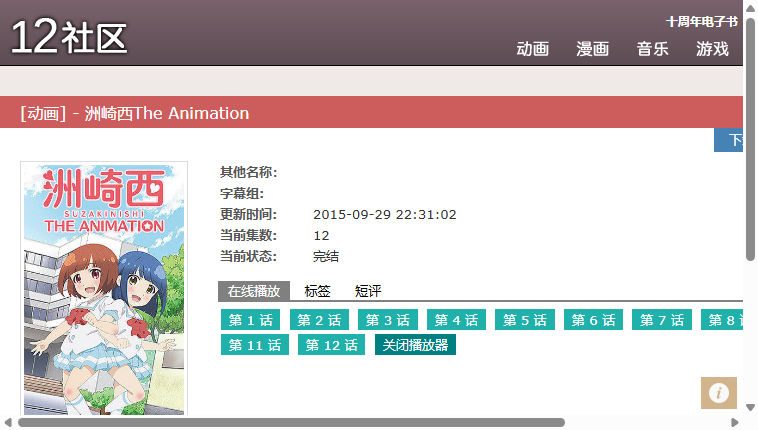 十周年电子书
12社区
动画 漫画 音乐 游戏
[动画] - 洲崎西The Animation
洲崎西
SUZAKINISHI
THE ANIMATION
其他名称:
字幕组:
更新时间: 2015-09-29 22:31:02
当前集数: 12
当前状态: 完结
在线播放 标签 短评
第 1 话 第 2 话 第 3 话 第 4 话 第 5 话 第 6 话 第 7 话 第 8
第 11 话 第 12 话 关闭播放器